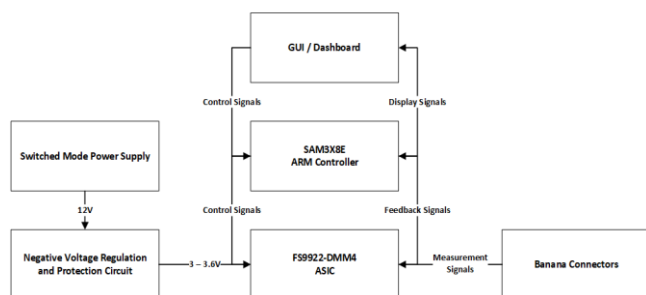 GUI / Dashboard
Control Signals
Display Signals
Switched Mode Power Supply
SAM3X8E
ARM Controller
12V
Control Signals
Feedback Signals
Negative Voltage Regulation
and Protection Circuit
3 – 3.6V
FS9922-DMM4
ASIC
Measurement
Signals
Banana Connectors